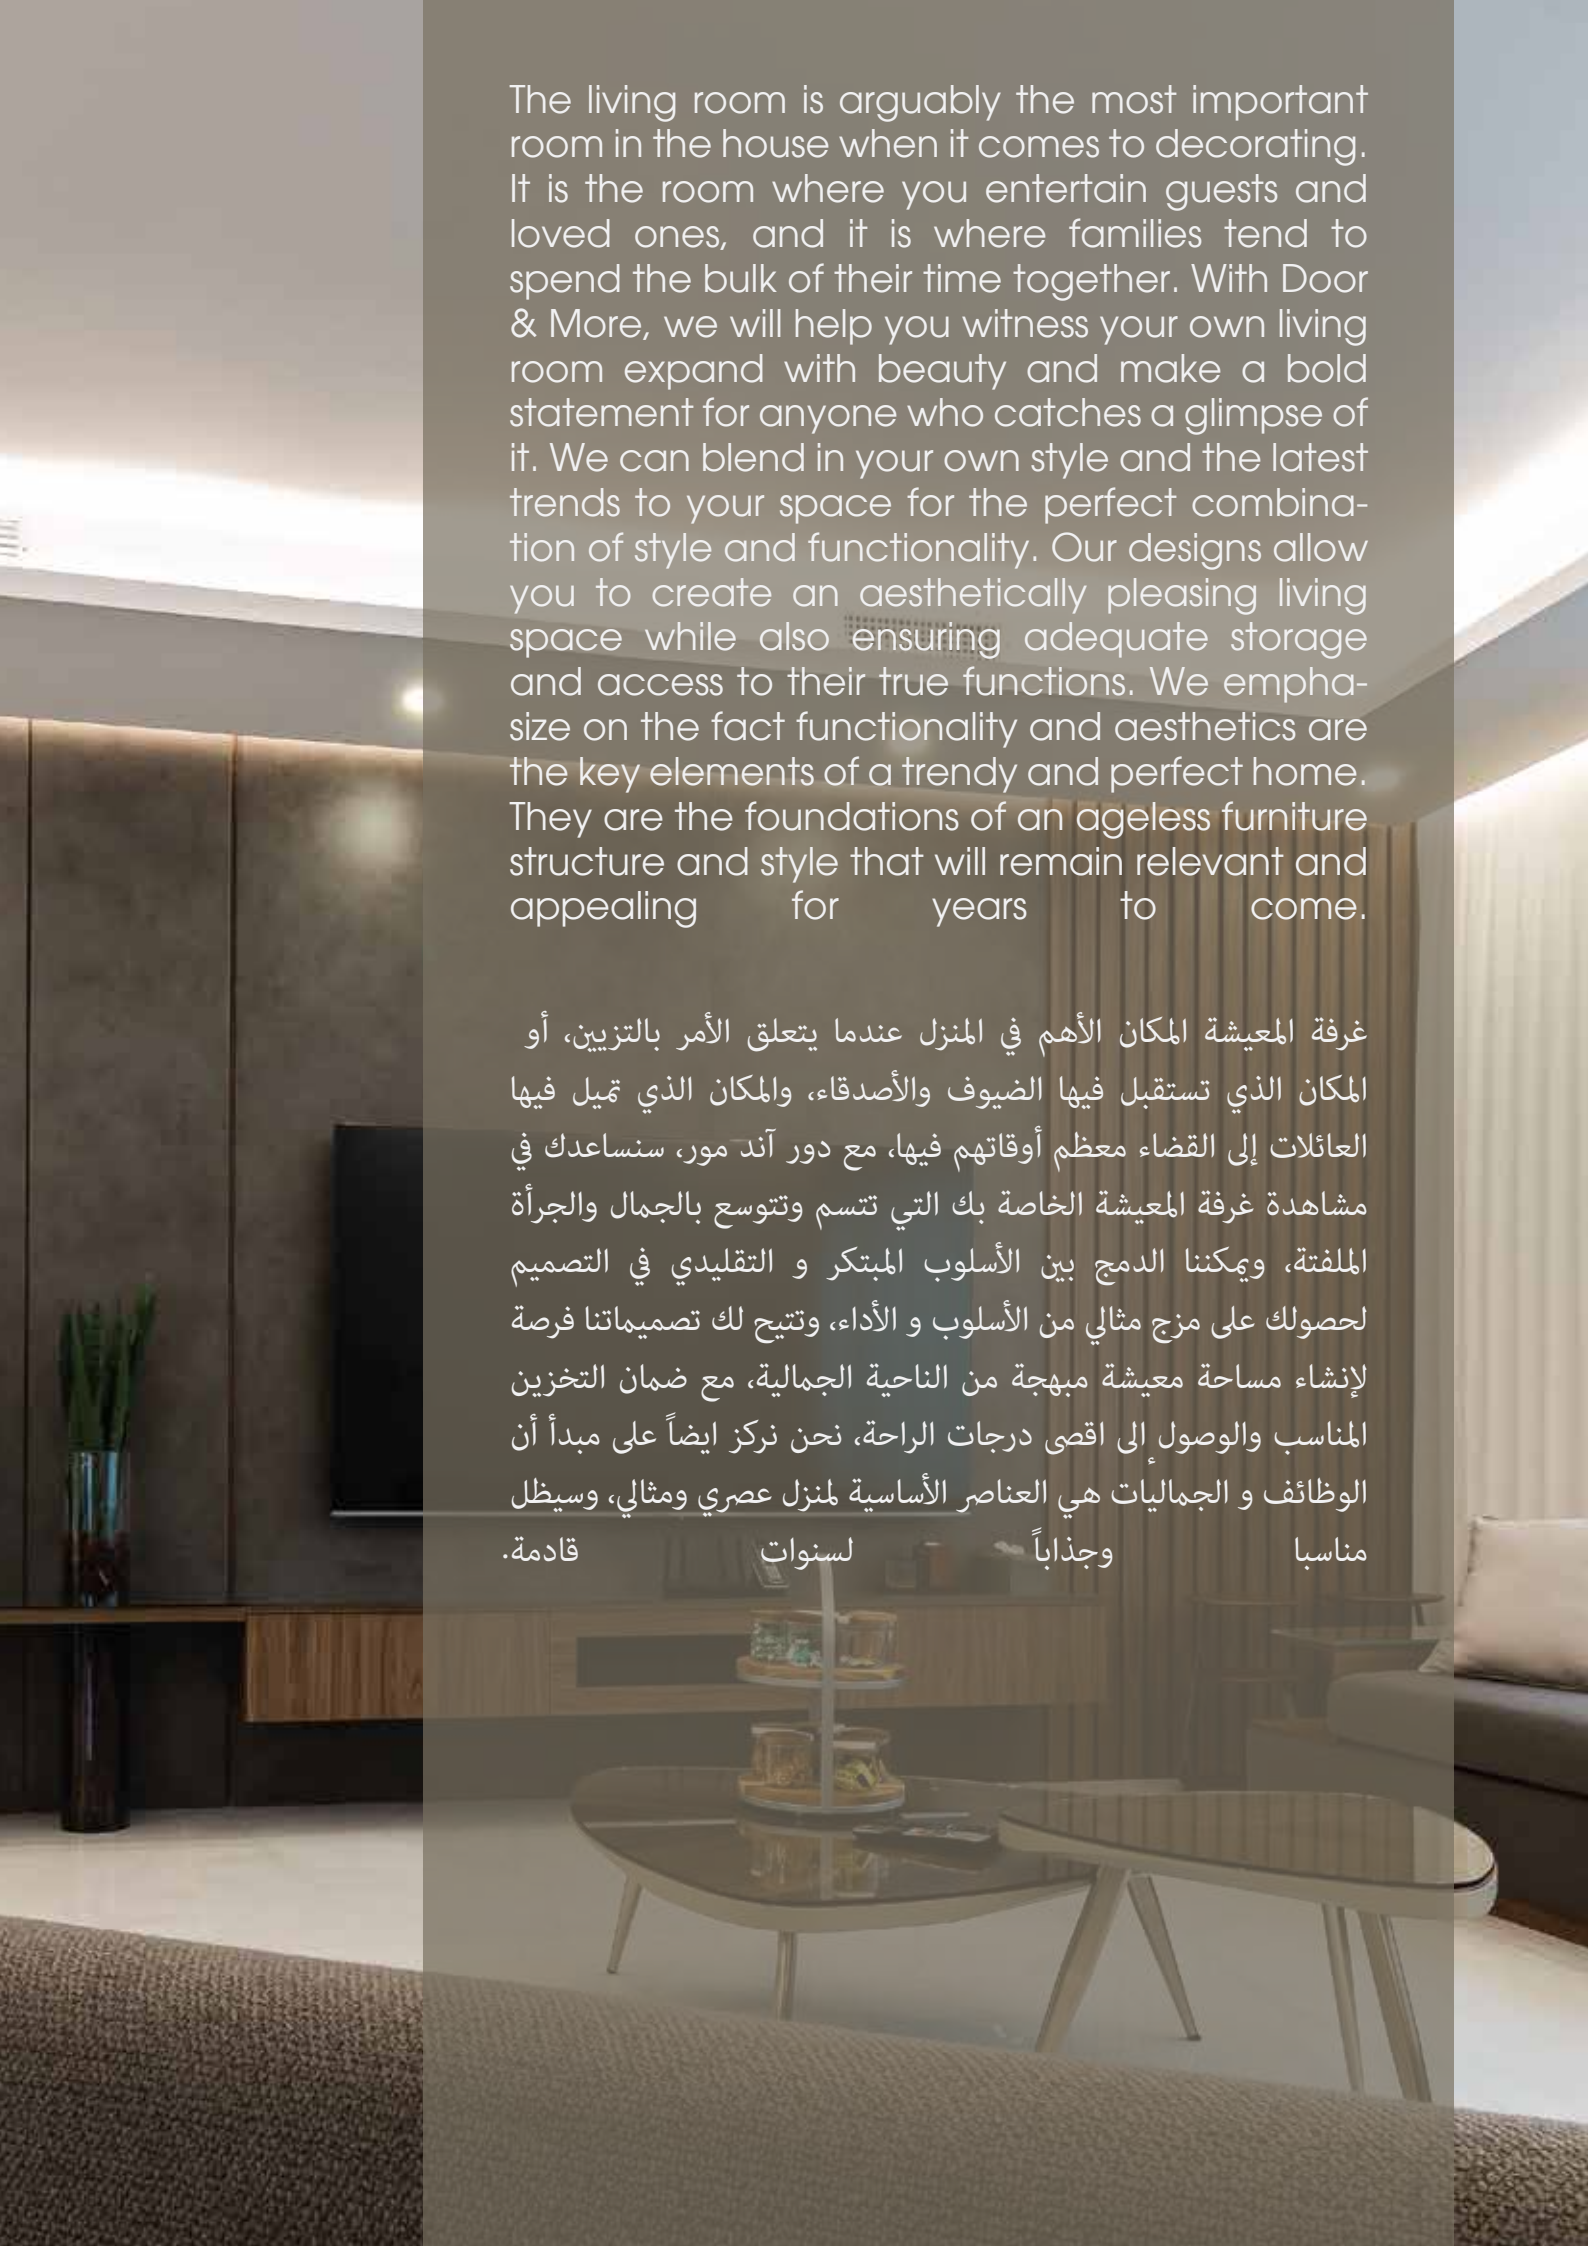 The living room is arguably the most important
room in the house when it comes to decorating.
It is the room where you entertain guests and
loved ones, and it is where families tend to
spend the bulk of their time together. With Door
& More, we will help you witness your own living
room expand with beauty and make a bold
statement for anyone who catches a glimpse of
it. We can blend in your own style and the latest
trends to your space for the perfect combina-
tion of style and functionality. Our designs allow
you to create an aesthetically pleasing living
space while also ensuring adequate storage
and access to their true functions. We empha-
size on the fact functionality and aesthetics are
the key elements of a trendy and perfect home.
They are the foundations of an ageless furniture
structure and style that will remain relevant and
appealing for years to come.
غرفة المعيشة المكان الأهم في المنزل عندما يتعلق الأمر بالتزيين، أو
المكان الذي تستقبل فيها الضيوف والأصدقاء، والمكان الذي تميل فيها
العائلات إلى القضاء معظم أوقاتهم فيها، مع دور آند مور، سنساعدك في
مشاهدة غرفة المعيشة الخاصة بك التي تتسم وتتوسع بالجمال والجرأة
الملفتة، ويمكننا الدمج بين الأسلوب المبتكر و التقليدي في التصميم
لحصولك على مزج مثالي من الأسلوب و الأداء، وتتيح لك تصميماتنا فرصة
لإنشاء مساحة معيشة مبهجة من الناحية الجمالية، مع ضمان التخزين
المناسب والوصول إلى اقصى درجات الراحة، نحن نركز ايضاً على مبدأ أن
الوظائف و الجماليات هي العناصر الأساسية لمنزل عصري ومثالي، وسيظل
مناسبا وجذاباً لسنوات قادمة.